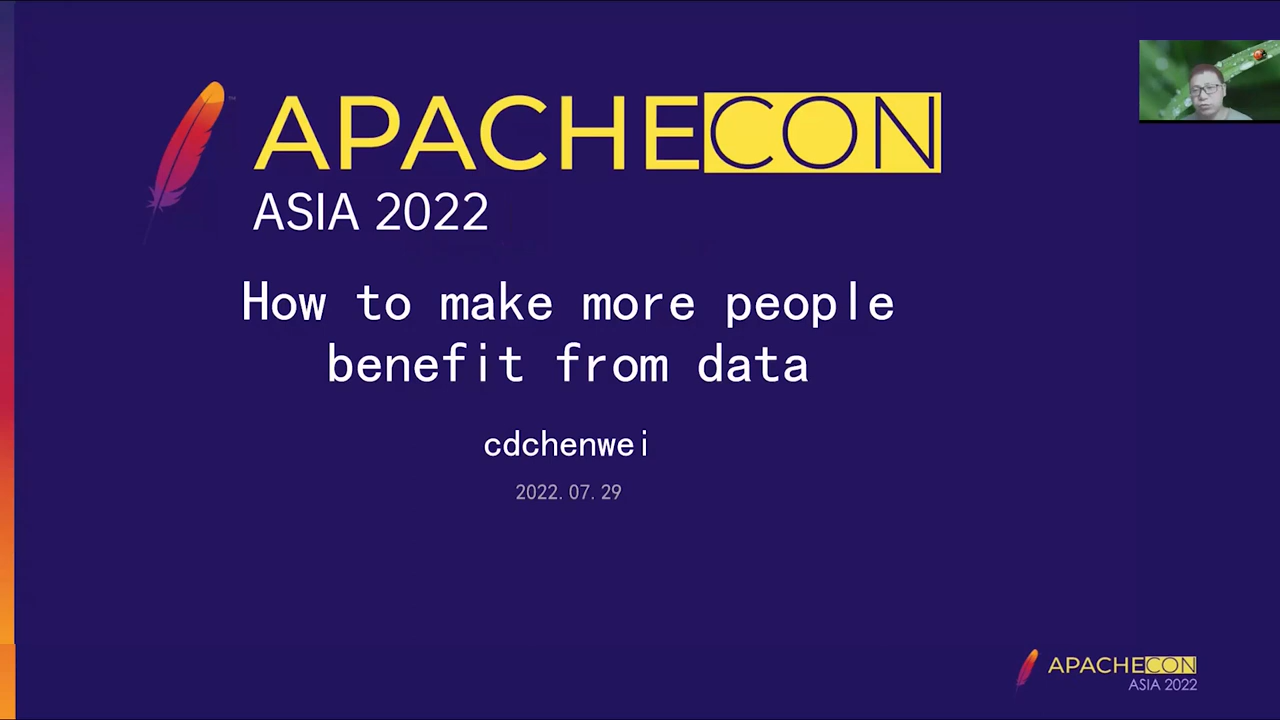 APACHECON
ASIA 2022
How to make more people
benefit from data
cdchenwei
2022.07.29
APACHECON
ASIA 2022